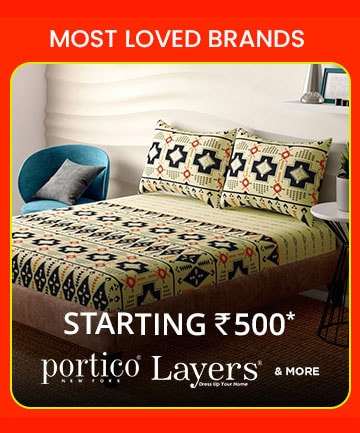 MOST LOVED BRANDS
STARTING ₹500*
portico® Layers® & MORE
NEW YORK Dress Up Your Home